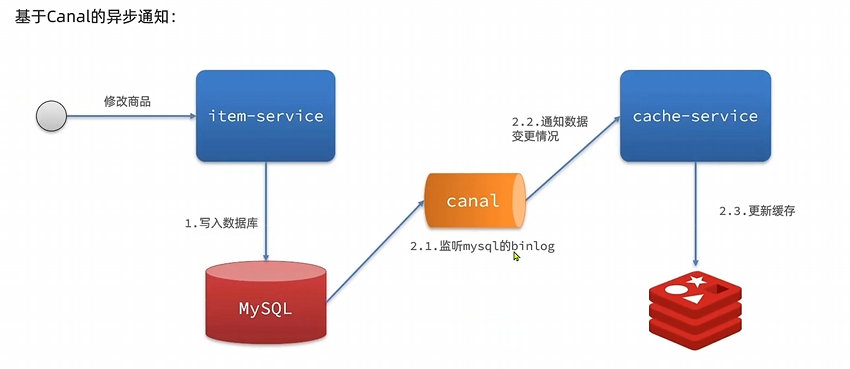 基于Canal的异步通知：
修改商品
item-service
cache-service
2.2.通知数据
变更情况
canal
1.写入数据库
2.1.监听mysql的binlog
2.3.更新缓存
MySQL